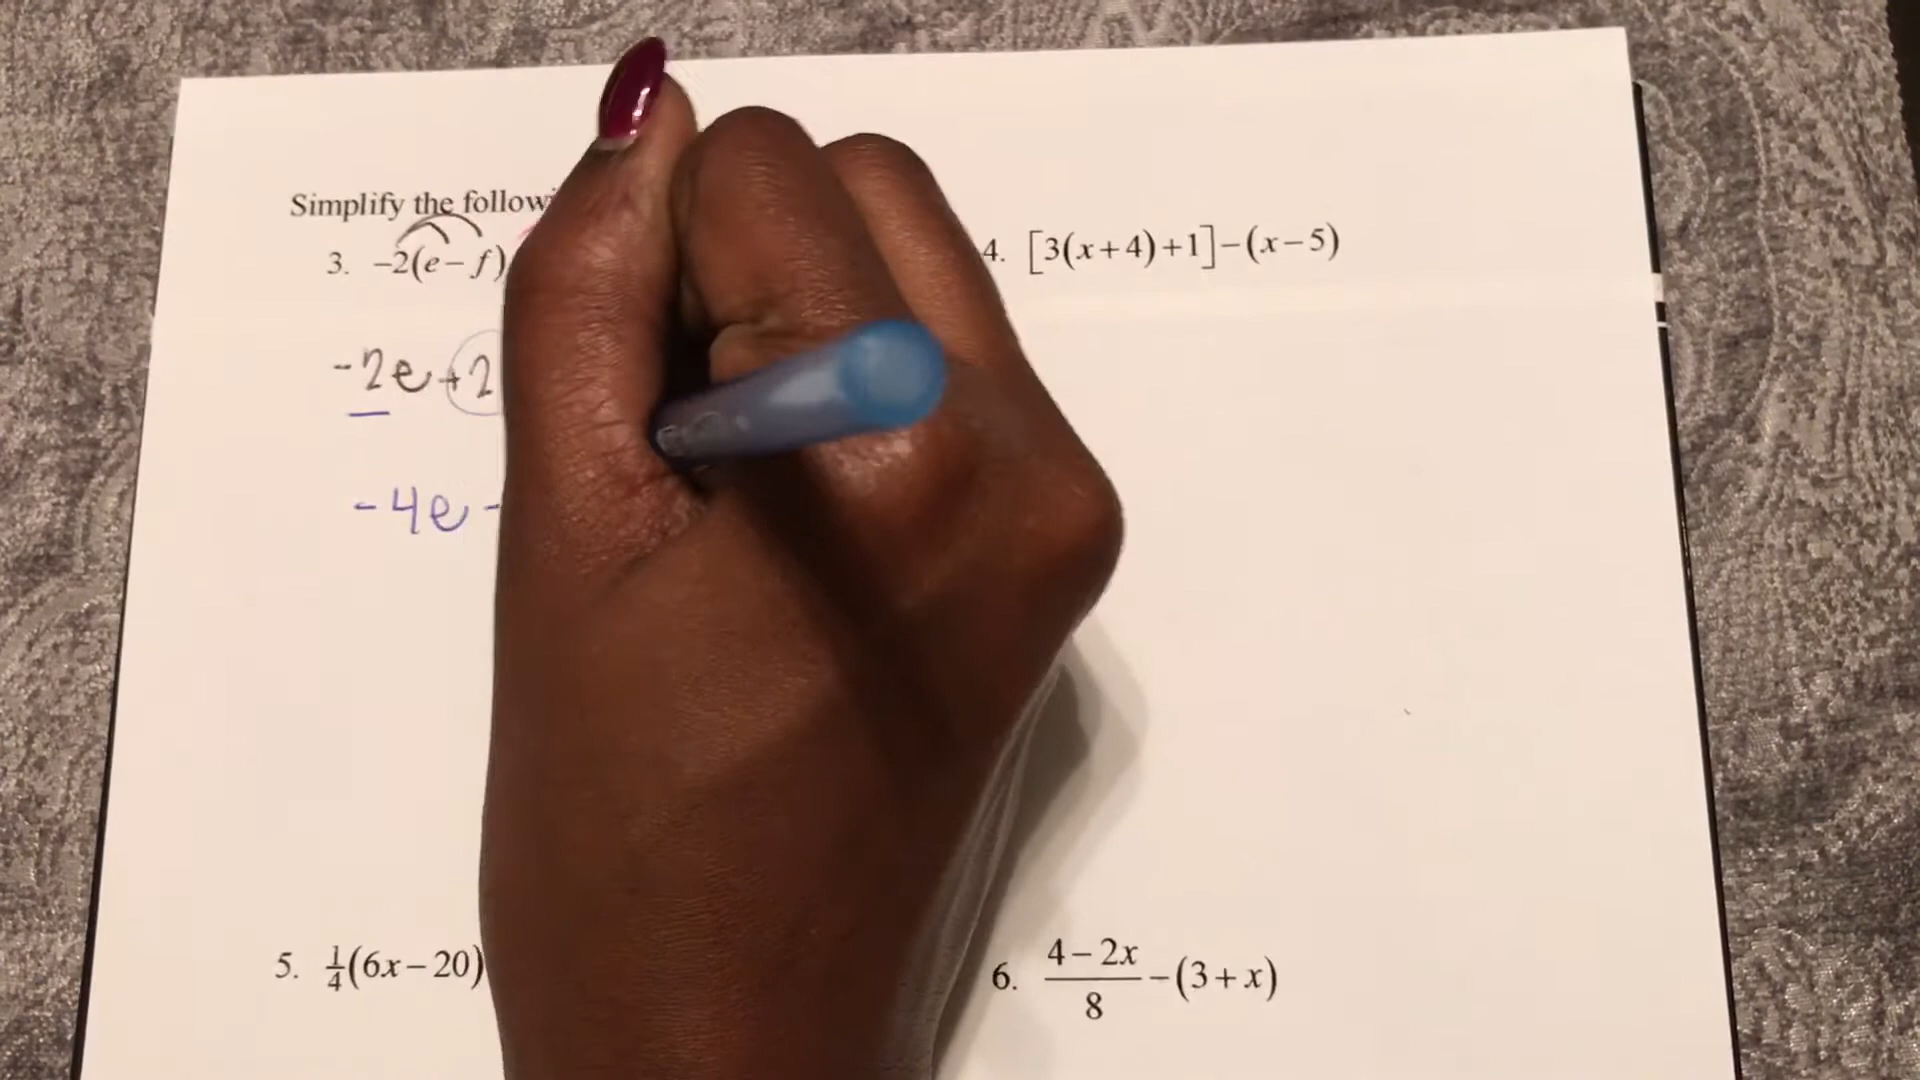 Simplify the
3. −2(e−f)
4. [3(x+4)+1]−(x−5)
-2e+2
-4e-
5. 1/4(6x−20)
6. (4−2x)/8−(3+x)